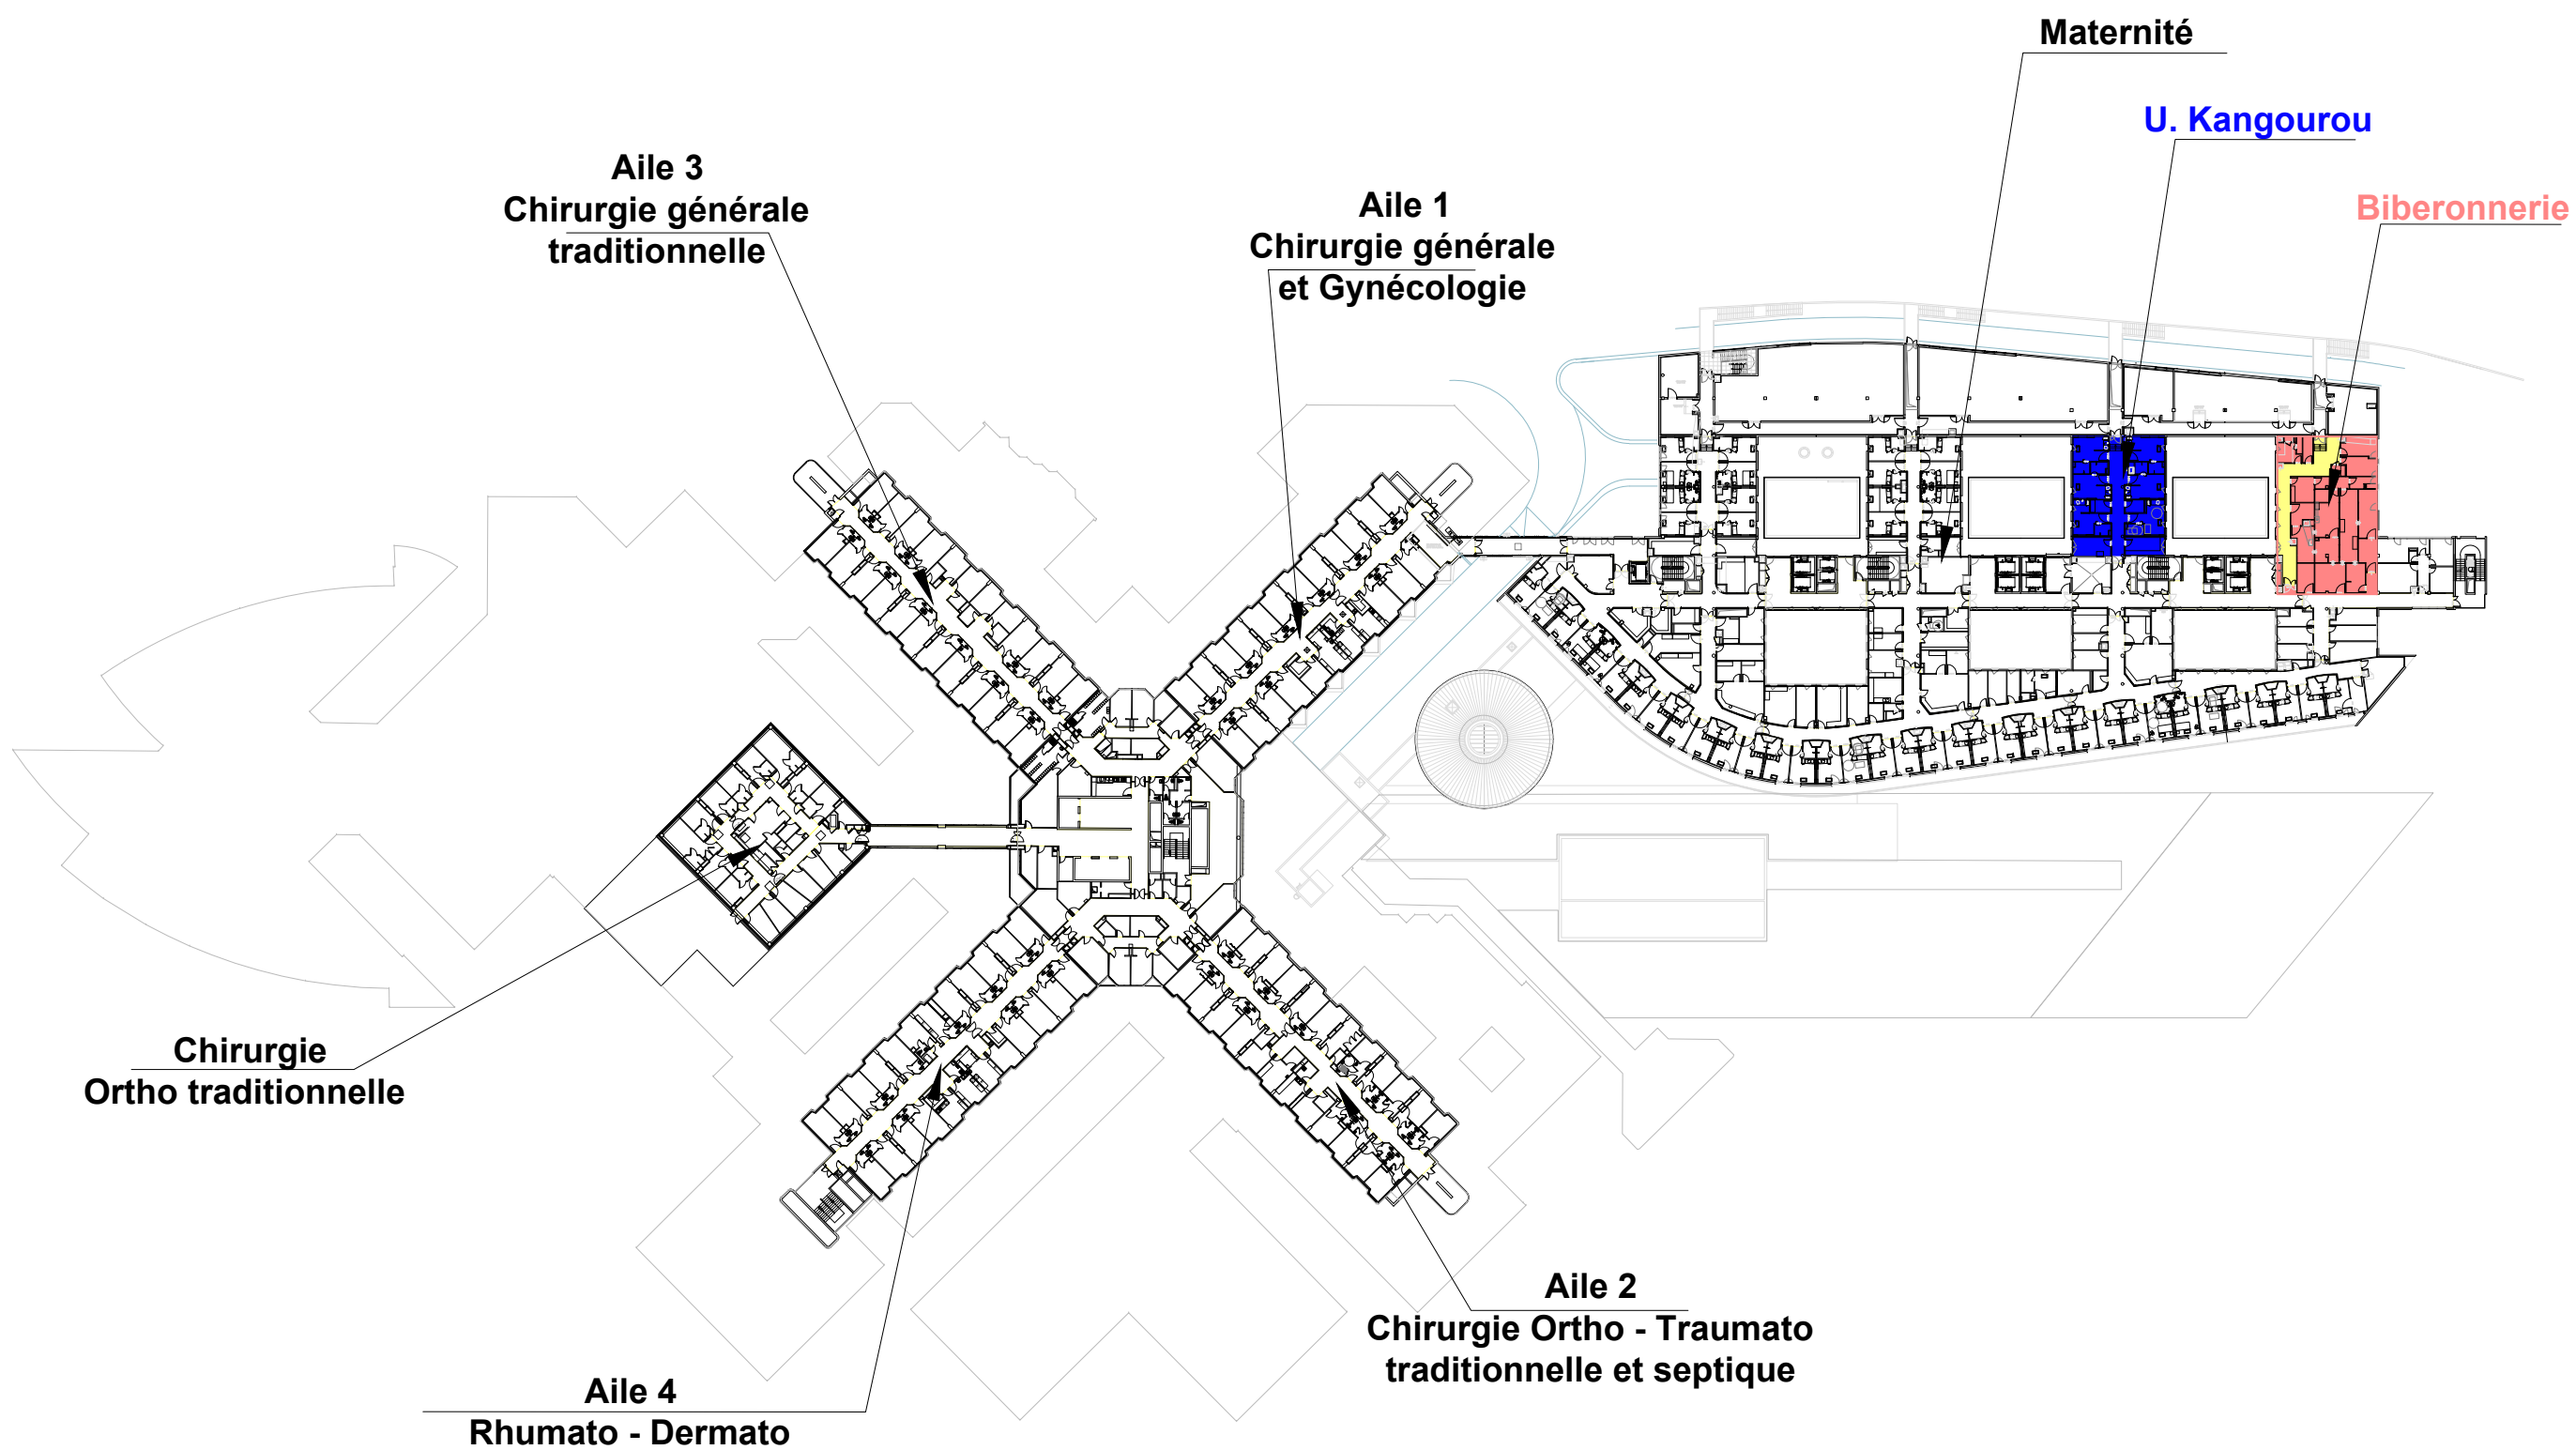 Maternité
U. Kangourou
Biberonnerie
Aile 3
Chirurgie générale
traditionnelle
Aile 1
Chirurgie générale
et Gynécologie
Chirurgie
Ortho traditionnelle
Aile 2
Chirurgie Ortho - Traumato
traditionnelle et septique
Aile 4
Rhumato - Dermato